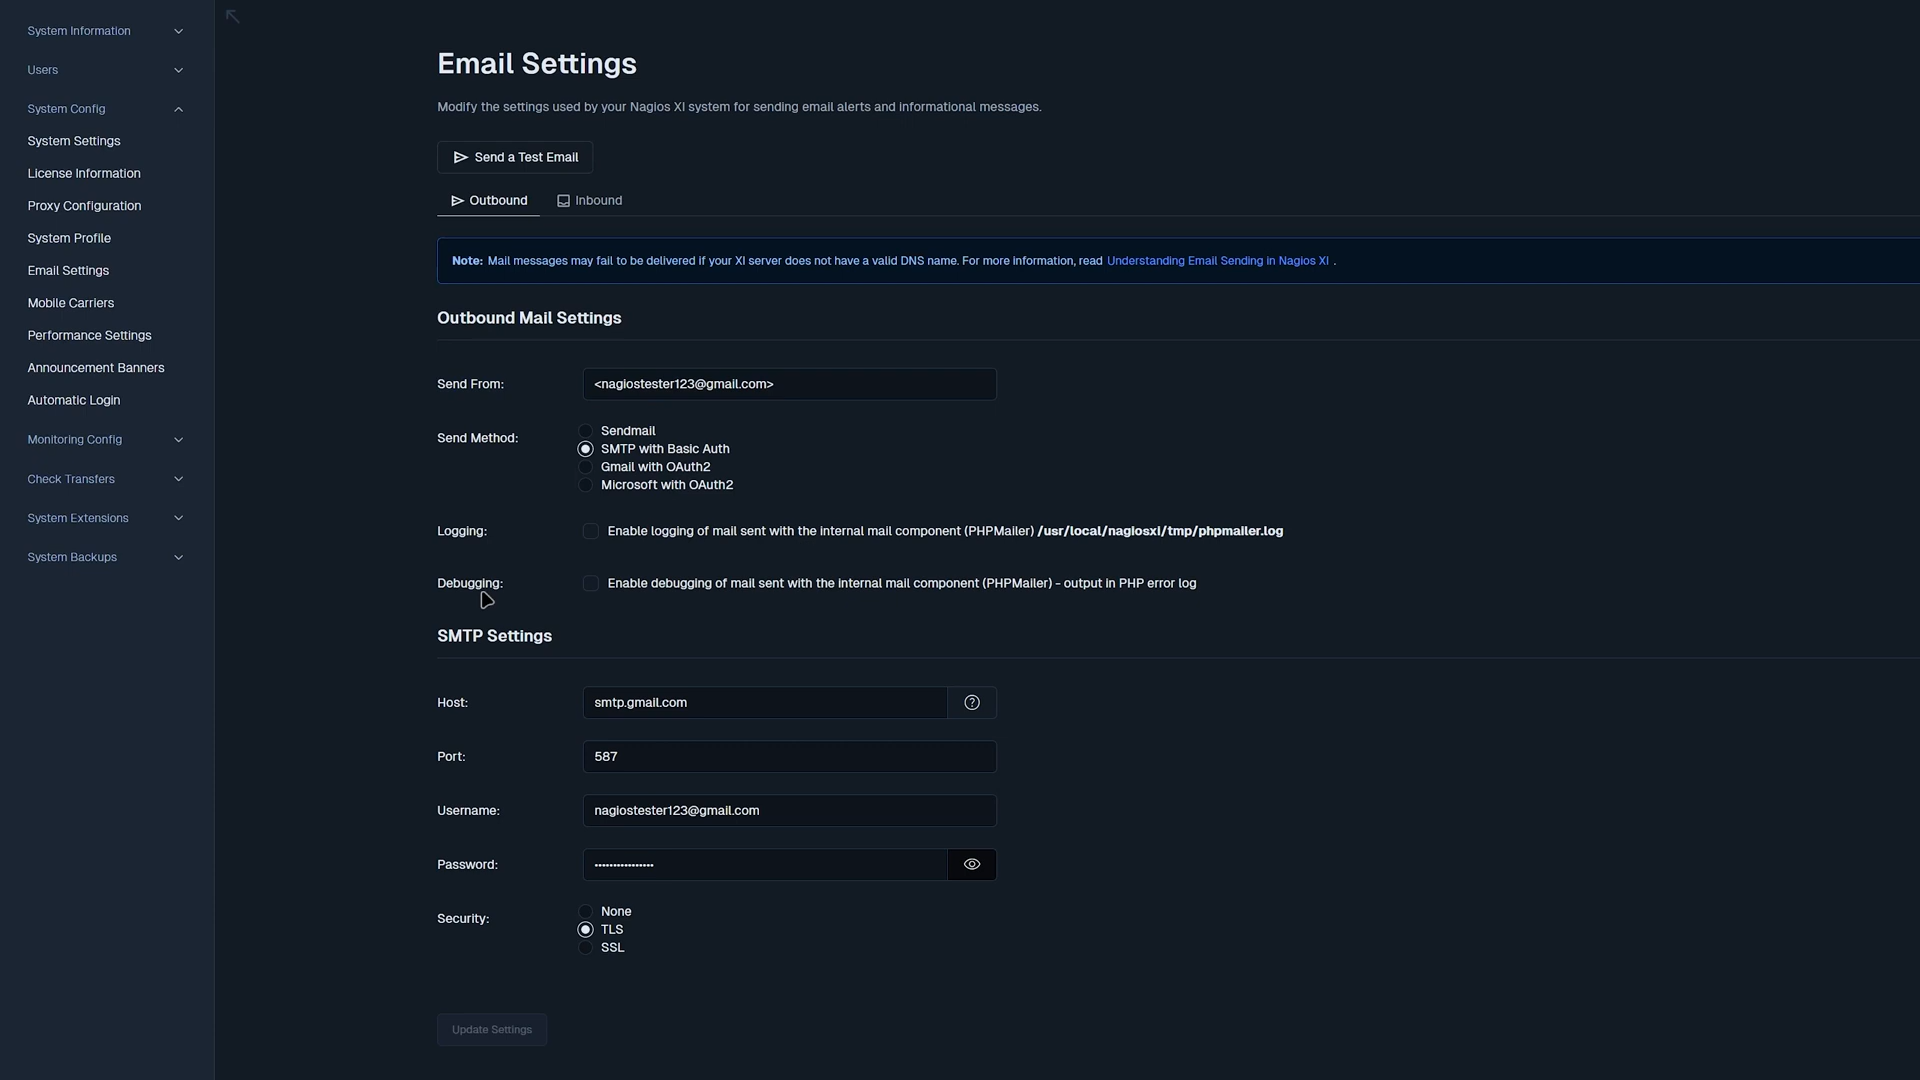 System Information
Users
System Config
System Settings
License Information
Proxy Configuration
System Profile
Email Settings
Mobile Carriers
Performance Settings
Announcement Banners
Automatic Login
Monitoring Config
Check Transfers
System Extensions
System Backups
Email Settings
Modify the settings used by your Nagios XI system for sending email alerts and informational messages.
Send a Test Email
Outbound Inbound
Note: Mail messages may fail to be delivered if your XI server does not have a valid DNS name. For more information, read Understanding Email Sending in Nagios XI .
Outbound Mail Settings
Send From: <nagiostester123@gmail.com>
Send Method:
Sendmail
SMTP with Basic Auth
Gmail with OAuth2
Microsoft with OAuth2
Logging: Enable logging of mail sent with the internal mail component (PHPMailer) /usr/local/nagiosxi/tmp/phpmailer.log
Debugging: Enable debugging of mail sent with the internal mail component (PHPMailer) - output in PHP error log
SMTP Settings
Host: smtp.gmail.com
Port: 587
Username: nagiostester123@gmail.com
Password:
Security:
None
TLS
SSL
Update Settings